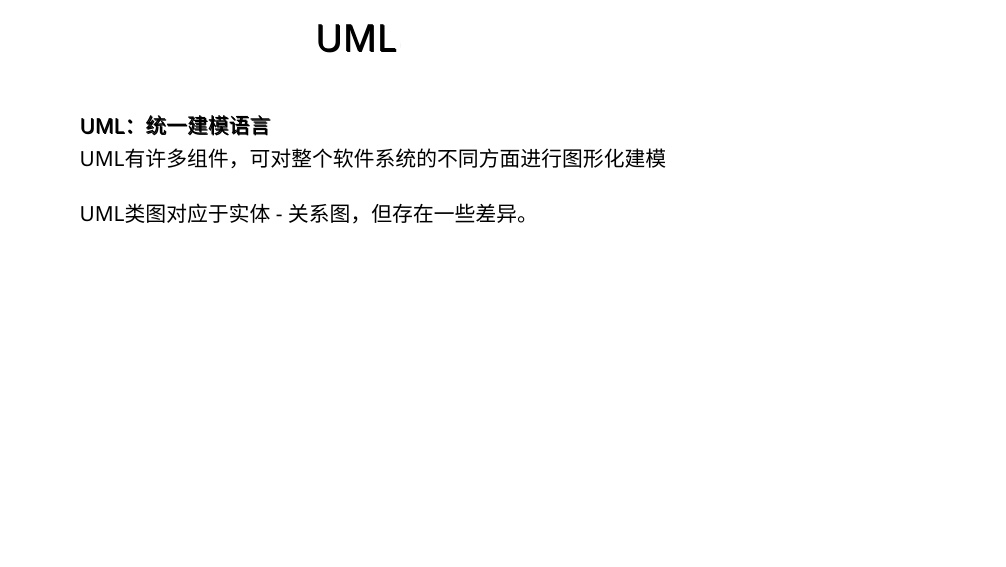 UML
UML：统一建模语言
UML有许多组件，可对整个软件系统的不同方面进行图形化建模
UML类图对应于实体 - 关系图，但存在一些差异。